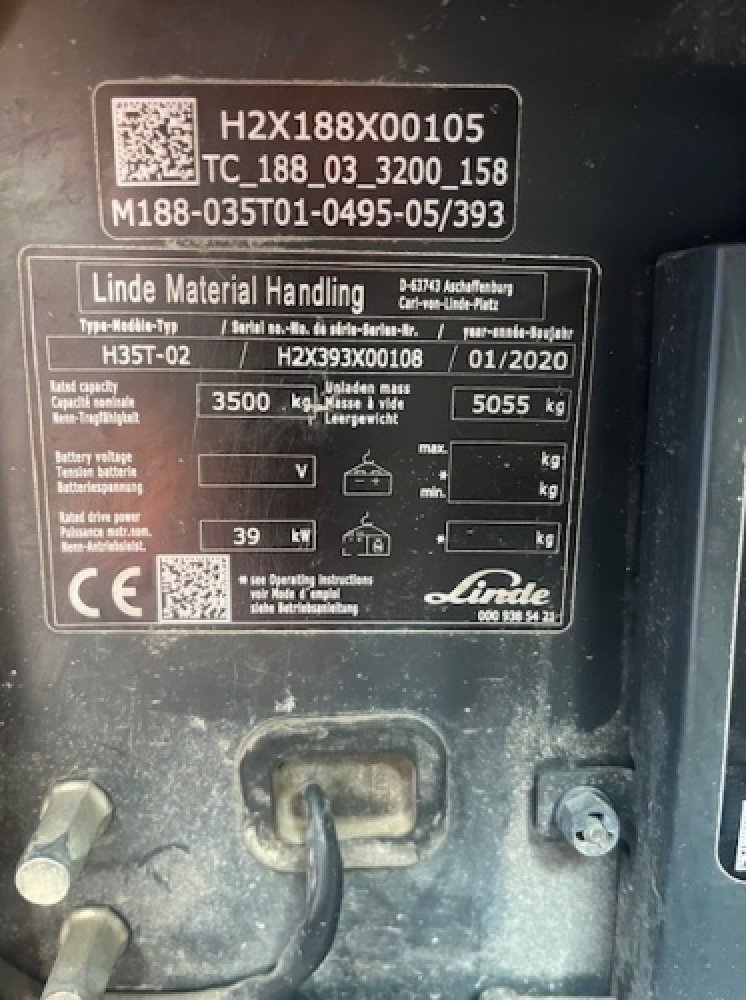 H2X188X00105
TC_188_03_3200_158
M188-035T01-0495-05/393
Linde Material Handling
D-63743 Aschaffenburg
Carl-von-Linde-Platz
Type-Modèle-Typ / Serial no.-No. de série-Serien-Nr. / year-année-Baujahr
H35T-02 / H2X393X00108 / 01/2020
Rated capacity
Capacité nominale
Nenn-Tragfähigkeit
3500 kg
Unladen mass
Masse à vide
Leergewicht
5055 kg
Battery voltage
Tension batterie
Batteriespannung
V
- +
max. kg
*
min. kg
Rated drive power
Puissance motr.nom.
Nenn-Antriebsleist.
39 kW
* kg
CE
* see Operating instructions
voir Mode d'emploi
siehe Betriebsanleitung
Linde
000 938 54 21